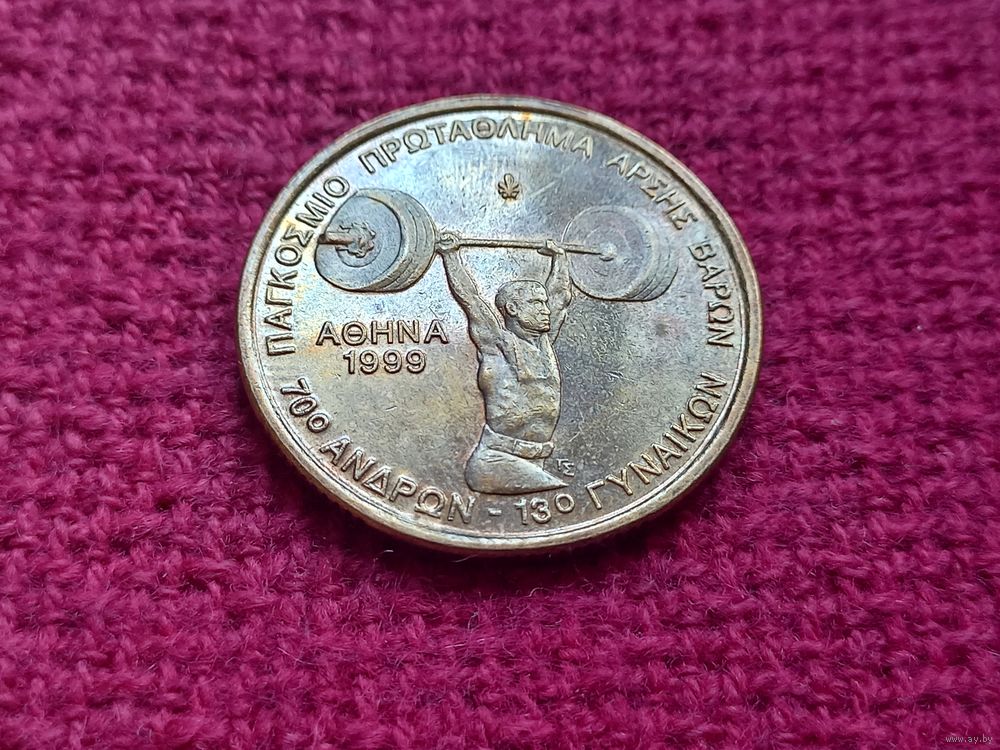 ΠΑΓΚΟΣΜΙΟ ΠΡΩΤΑΘΛΗΜΑ ΑΡΣΗΣ ΒΑΡΩΝ
ΑΘΗΝΑ
1999
70ο ΑΝΔΡΩΝ - 13ο ΓΥΝΑΙΚΩΝ
ΓΣ
www.ay.by